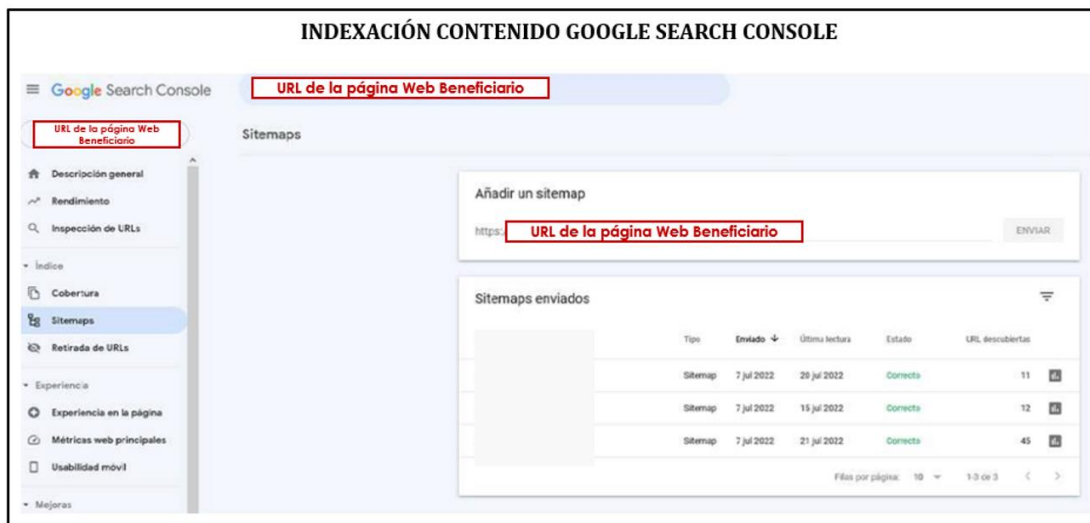 INDEXACIÓN CONTENIDO GOOGLE SEARCH CONSOLE
Google Search Console
URL de la página Web Beneficiario
URL de la página Web
Beneficiario
Sitemaps
Descripción general
Rendimiento
Inspección de URLs
Índice
Cobertura
Sitemaps
Retirada de URLs
Experiencia
Experiencia en la página
Métricas web principales
Usabilidad móvil
Mejoras
Añadir un sitemap
https:/ URL de la página Web Beneficiario ENVIAR
Sitemaps enviados
Tipo Enviado Última lectura Estado URL descubiertas
Sitemap 7 jul 2022 20 jul 2022 Correcto 11
Sitemap 7 jul 2022 15 jul 2022 Correcto 12
Sitemap 7 jul 2022 21 jul 2022 Correcto 45
Filas por página: 10 1-3 de 3